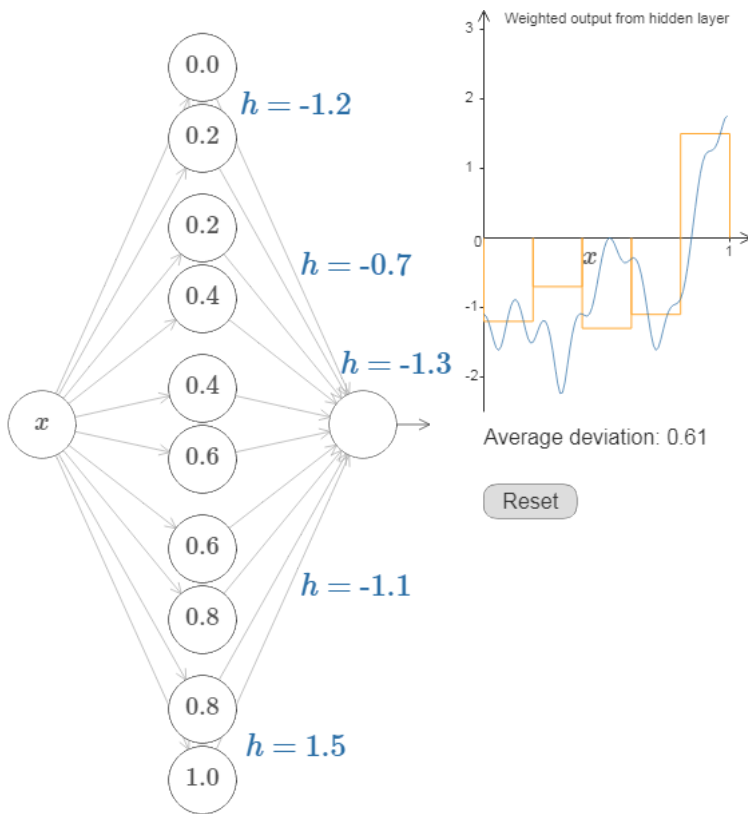 0.0
h = -1.2
0.2
0.2
h = -0.7
0.4
h = -1.3
0.4
x
0.6
0.6
h = -1.1
0.8
0.8
h = 1.5
1.0
Weighted output from hidden layer
3
2
1
0
x
1
-1
-2
Average deviation: 0.61
Reset